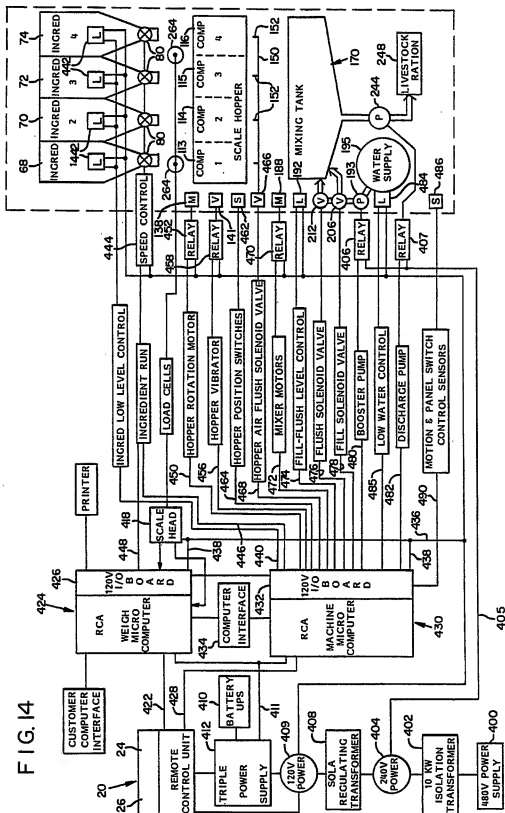 FIG.14
20
24
26
REMOTE
CONTROL UNIT
CUSTOMER
COMPUTER
INTERFACE
PRINTER
424
426
RCA
WEIGH MICRO
COMPUTER
120V
I/O
BOARD
422
428
418
SCALE
HEAD
448
438
446
440
434
COMPUTER
INTERFACE
432
RCA
MACHINE MICRO
COMPUTER
120V
I/O
BOARD
430
436
438
410
BATTERY
UPS
411
412
TRIPLE
POWER
SUPPLY
409
120V
POWER
408
SOLA
REGULATING
TRANSFORMER
404
240V
POWER
402
10 KW
ISOLATION
TRANSFORMER
400
480V POWER
SUPPLY
405
INGRED LOW LEVEL CONTROL
INGREDIENT RUN
LOAD CELLS
450
HOPPER ROTATION MOTOR
456
HOPPER VIBRATOR
464
HOPPER POSITION SWITCHES
468
HOPPER AIR FLUSH SOLENOID VALVE
472
MIXER MOTORS
474
FILL-FLUSH LEVEL CONTROL
476
FLUSH SOLENOID VALVE
478
FILL SOLENOID VALVE
480
BOOSTER PUMP
485
LOW WATER CONTROL
482
DISCHARGE PUMP
490
MOTION & PANEL SWITCH
CONTROL SENSORS
444
SPEED CONTROL
138
452
RELAY
M
458
RELAY
V
141
462
S
V
466
470
RELAY
M
188
L
192
212
V
206
V
193
P
406
RELAY
195
WATER
SUPPLY
L
484
407
RELAY
S
486
68
INGRED
1
L
442
70
INGRED
2
L
72
INGRED
3
L
442
74
INGRED
4
L
80
80
264
264
113
COMP
1
114
COMP
2
115
COMP
3
116
COMP
4
SCALE HOPPER
152
150
152
MIXING TANK
170
244
P
248
LIVESTOCK
RATION